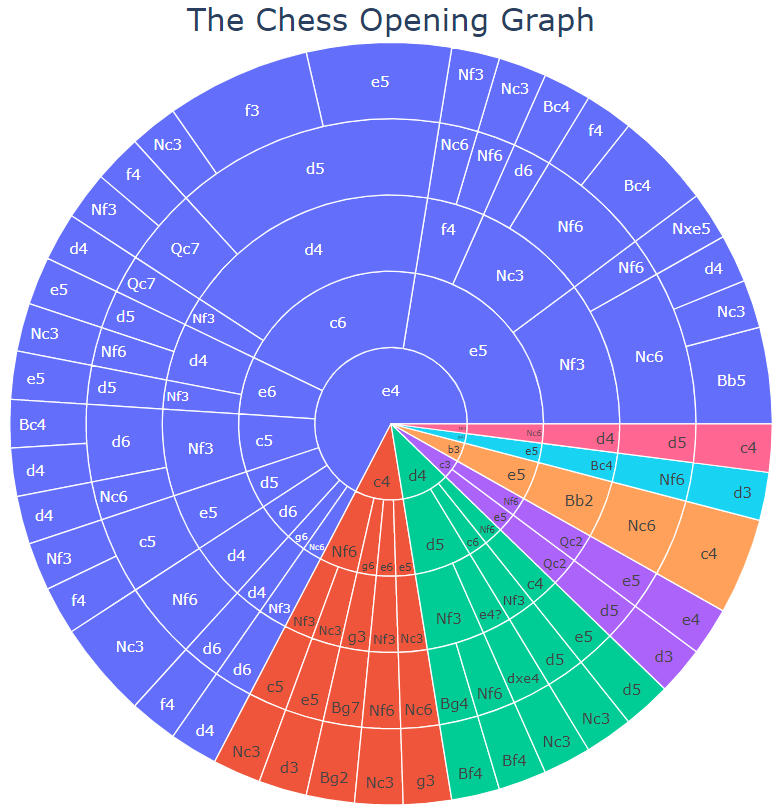 The Chess Opening Graph
e5
f3
Nf3
Nc3
Bc4
f4
Bc4
Nxe5
d4
Nc3
Bb5
Nc3
f4
Nf3
d4
e5
Nc3
e5
Bc4
d4
d4
Nf3
f4
Nc3
f4
d4
d5
Nc6
Nf6
d6
Nf6
Nf6
Nc6
Qc7
Qc7
d5
Nf6
d5
d6
Nc6
c5
Nf6
d6
d6
d4
f4
Nc3
Nf3
Nf3
d4
Nf3
Nf3
e5
d4
d4
Nf3
c6
e5
e6
c5
d5
d6
g6
Nc6
e4
Nc6
d4
d5
c4
e5
Bc4
Nf6
d3
b3
e5
Bb2
Nc6
c4
c3
Nf6
e5
Qc2
Qc2
e5
d5
e4
d3
d4
d5
c6
Nf6
Nf3
e4?
Nf3
c4
Bg4
Nf6
dxe4
d5
e5
Bf4
Bf4
Nc3
Nc3
d5
c4
Nf6
g6
e6
e5
Nf3
Nc3
g3
Nf3
Nc3
c5
e5
Bg7
Nf6
Nc6
Nc3
d3
Bg2
Nc3
g3